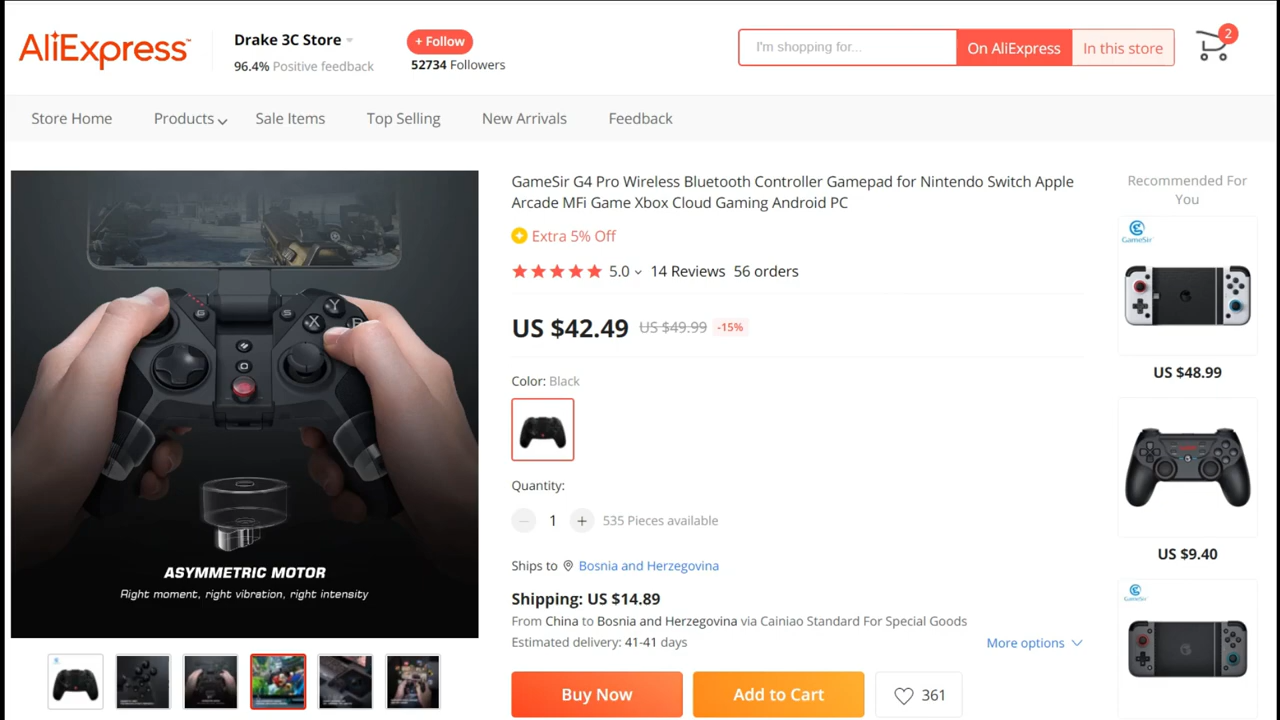 AliExpress™
Drake 3C Store
96.4% Positive feedback
+ Follow
52734 Followers
I'm shopping for...
On AliExpress
In this store
2
Store Home
Products
Sale Items
Top Selling
New Arrivals
Feedback
S
S
Y
X
B
ASYMMETRIC MOTOR
Right moment, right vibration, right intensity
GameSir G4 Pro Wireless Bluetooth Controller Gamepad for Nintendo Switch Apple
Arcade MFi Game Xbox Cloud Gaming Android PC
Extra 5% Off
5.0 14 Reviews 56 orders
US $42.49 US $49.99 -15%
Color: Black
Quantity:
1 + 535 Pieces available
Ships to Bosnia and Herzegovina
Shipping: US $14.89
From China to Bosnia and Herzegovina via Cainiao Standard For Special Goods
Estimated delivery: 41-41 days
More options
Buy Now
Add to Cart
361
Recommended For
You
GameSir
US $48.99
US $9.40
GameSir